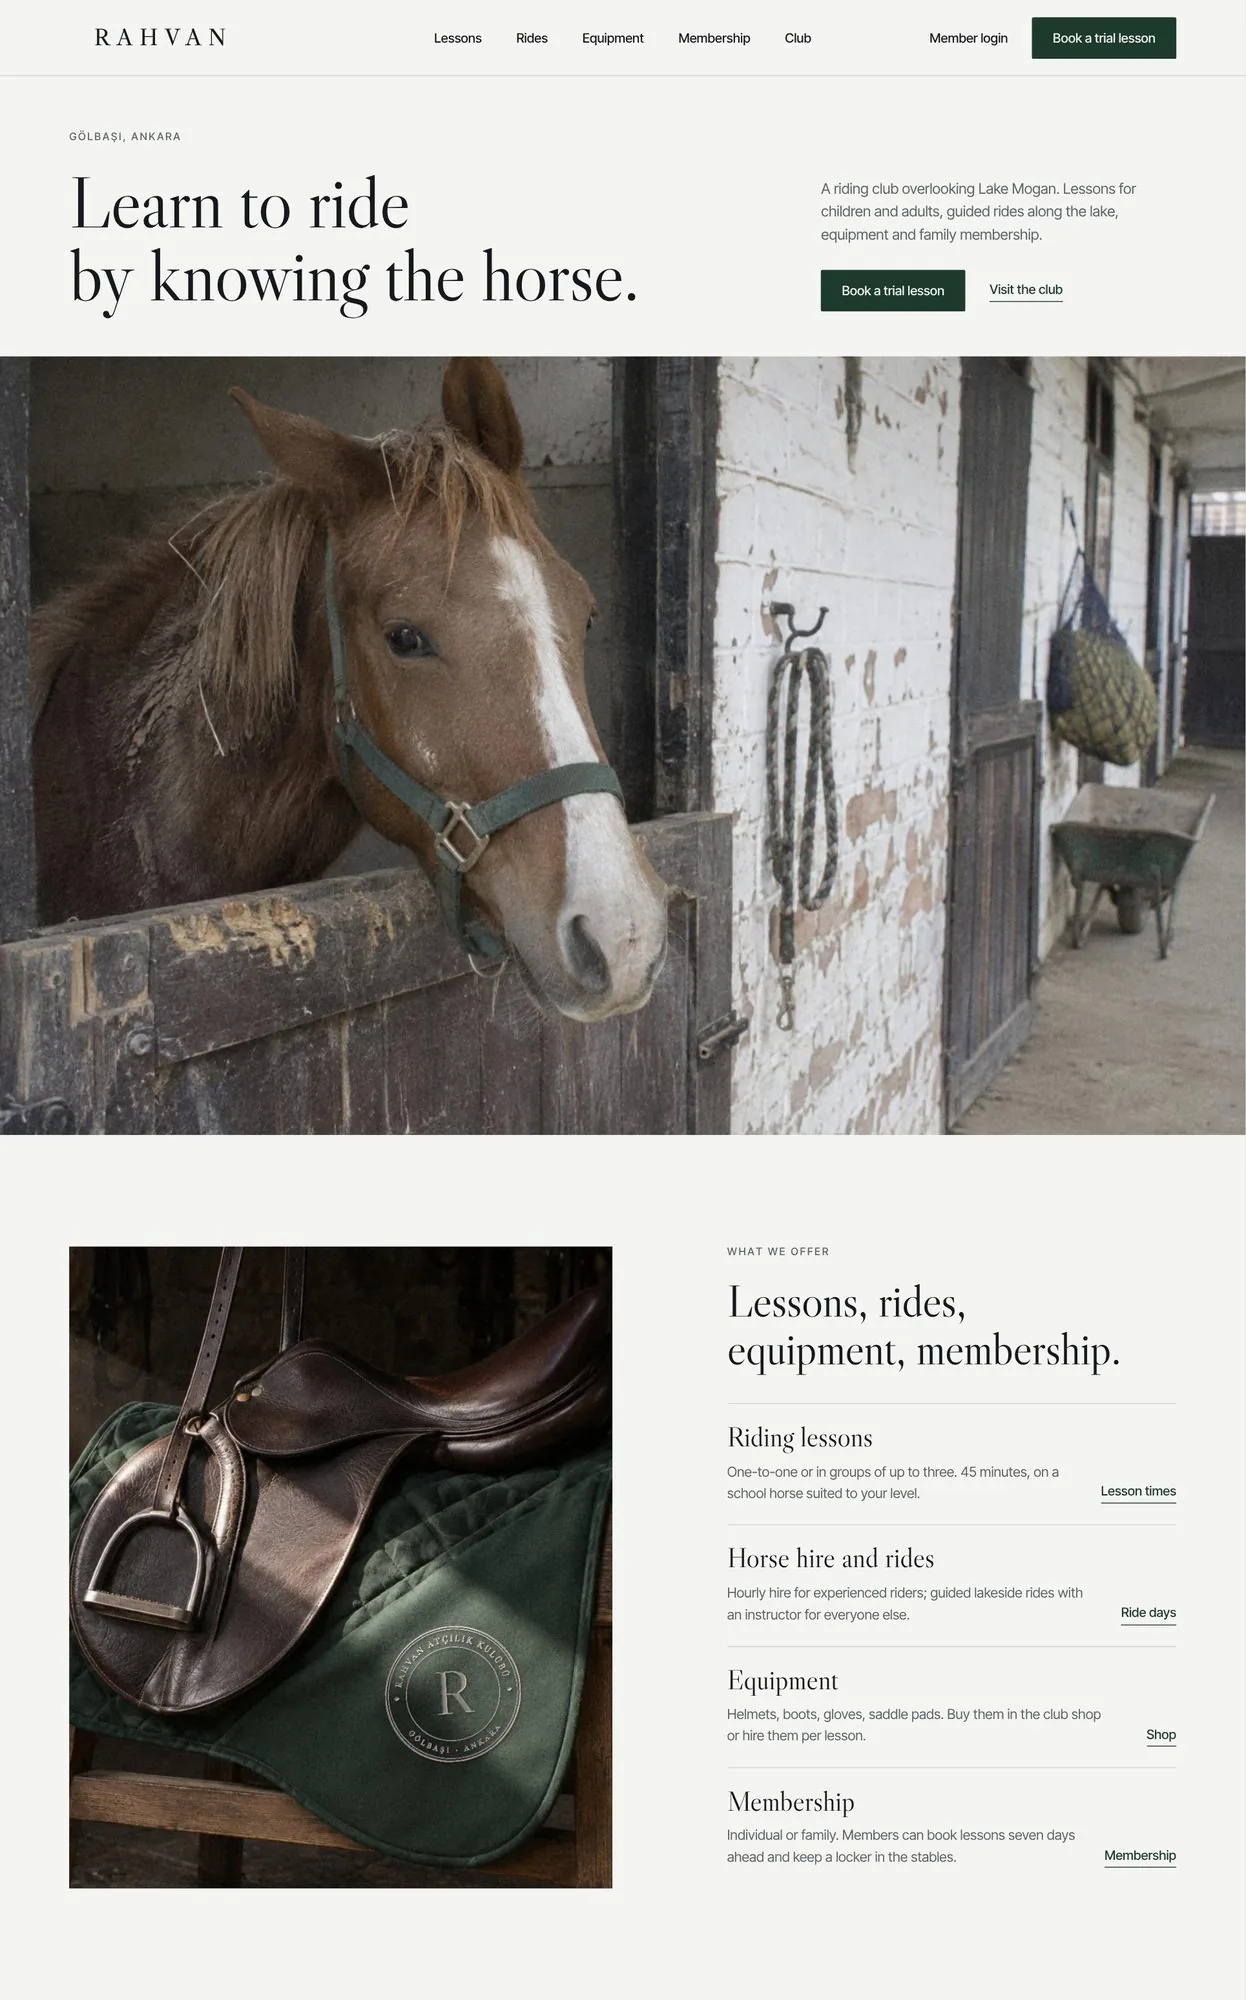 RAHVAN
Lessons
Rides
Equipment
Membership
Club
Member login
Book a trial lesson
GÖLBAŞI, ANKARA
Learn to ride
by knowing the horse.
A riding club overlooking Lake Mogan. Lessons for
children and adults, guided rides along the lake,
equipment and family membership.
Book a trial lesson
Visit the club
RAHVAN ATÇILIK KULÜBÜ
R
GÖLBAŞI · ANKARA
WHAT WE OFFER
Lessons, rides,
equipment, membership.
Riding lessons
One-to-one or in groups of up to three. 45 minutes, on a
school horse suited to your level.
Lesson times
Horse hire and rides
Hourly hire for experienced riders; guided lakeside rides with
an instructor for everyone else.
Ride days
Equipment
Helmets, boots, gloves, saddle pads. Buy them in the club shop
or hire them per lesson.
Shop
Membership
Individual or family. Members can book lessons seven days
ahead and keep a locker in the stables.
Membership